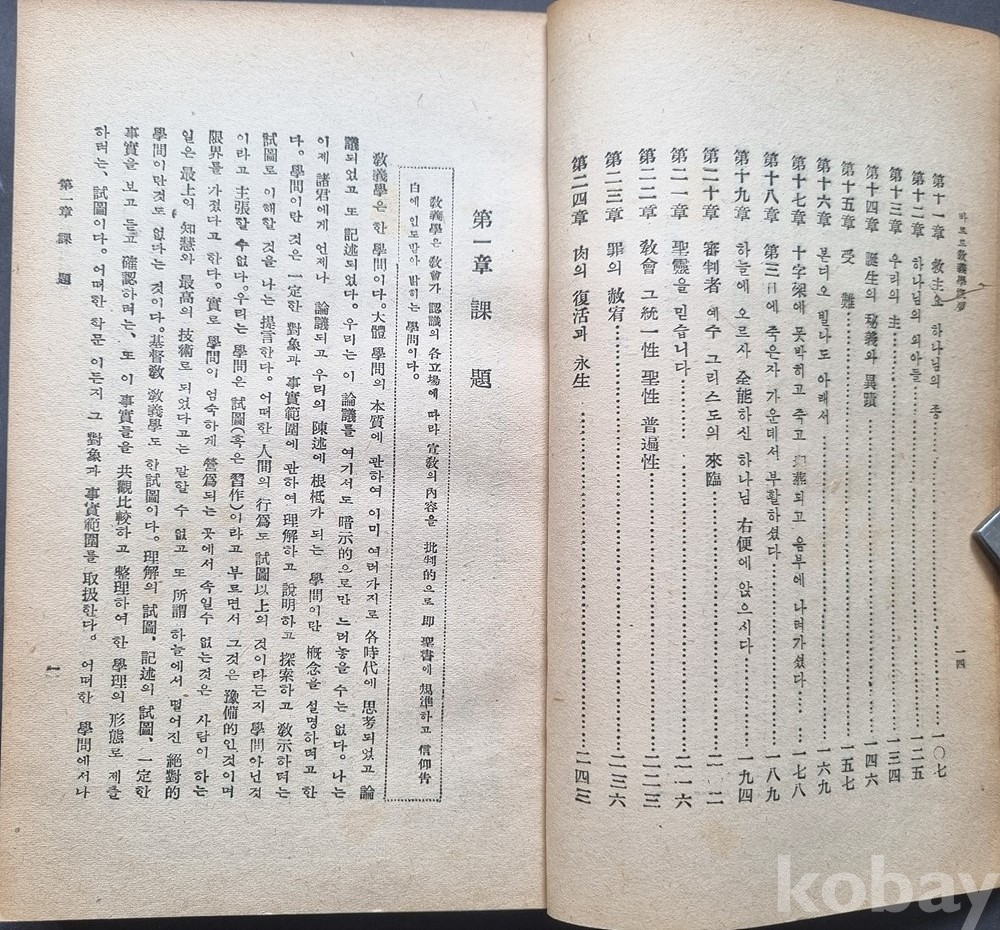 바르트敎義學槪要
第十一章 救主요 하나님의 종……一〇七
第十二章 하나님의 외아들……一二五
第十三章 우리의 主……一三四
第十四章 誕生의 秘義와 異蹟……一四六
第十五章 受 難……一五七
第十六章 본더오 빌나도 아래서……一六九
第十七章 十字架에 못박히고 죽고 되고 음부에 나려가셨다……一七八
第十八章 第三日에 죽은자 가운데서 부활하셨다……一八九
第十九章 하늘에 오르사 全能하신 하나님 右便에 앉으시다……一九四
第二十章 審判者 예수 그리스도의 來臨……二
第二一章 聖靈을 믿습니다……二一六
第二二章 敎會 그 統一性 聖性 普遍性……二二三
第二三章 罪의 赦宥……二三六
第二四章 肉의 復活과 永生……二四三
一四
第一章 課 題
敎義學은 敎會가 認識의 各立場에 따라 宣敎의 內容을 批判的으로 即 聖書에 規準하고 信仰告
白에 인도받아 밝히는 學問이다.
敎義學은 한 學問이다. 大體 學問의 本質에 관하여 이미 여러가지로 各時代에 思考되었고 論
議되었고 또 記述되었다. 우리는 이 論議를 여기서도 暗示的으로만 느러놓을 수는 없다. 나는
이제 諸君에게 언제나 論議되고 우리의 陳述에 根柢가 되는 學問이란 槪念을 설명하려고 한
다. 學問이란 것은 一定한 對象과 事實範圍에 관하여 理解하고 說明하고 探索하고 敎示하려는
試圖로 이해할 것을 나는 提言한다. 어떠한 人間의 行爲도 試圖以上의 것이라든지 學問아닌것
이라고 主張할수 없다. 우리는 學問은 試圖(혹은 習作)이라고 부르면서 그것은 豫備的인것이며
限界를 가졌다고 한다. 實로 學問이 엄숙하게 營爲되는 곳에서 속일수 없는것은 사람이 하는
일은 最上의 知慧와 最高의 技術로 되었다고는 말할 수 없고 또 所謂 하늘에서 떨어진 絕對的
學問이란것도 없다는 것이다. 基督敎 敎義學도 한 試圖이다. 理解의 試圖, 記述의 試圖, 一定한
事實을 보고 듣고 確認하려는, 또 이 事實들을 共觀比較하고 整理하여 한 學理의 形態로 제출
하려는, 試圖이다. 어떠한 학문 이든지 그 對象과 事實範圍를 取扱한다. 어떠한 學問에서나
第一章 課 題
一
kobay